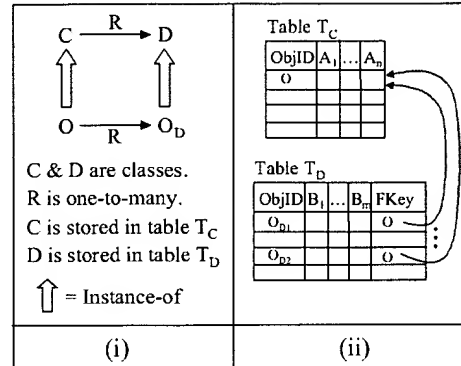 C R D
O R O_D
C & D are classes.
R is one-to-many.
C is stored in table T_C
D is stored in table T_D
= Instance-of
(i)
Table T_C
ObjID A_1 ... A_n
O
Table T_D
ObjID B_1 ... B_m FKey
O_D1 O
O_D2 O
(ii)